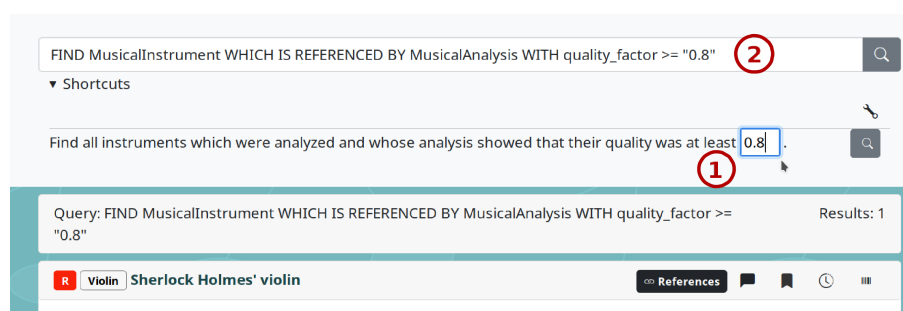 FIND MusicalInstrument WHICH IS REFERENCED BY MusicalAnalysis WITH quality_factor >= "0.8"
2
▾ Shortcuts
Find all instruments which were analyzed and whose analysis showed that their quality was at least 0.8 .
1
Query: FIND MusicalInstrument WHICH IS REFERENCED BY MusicalAnalysis WITH quality_factor >=
"0.8"
Results: 1
R Violin Sherlock Holmes' violin References